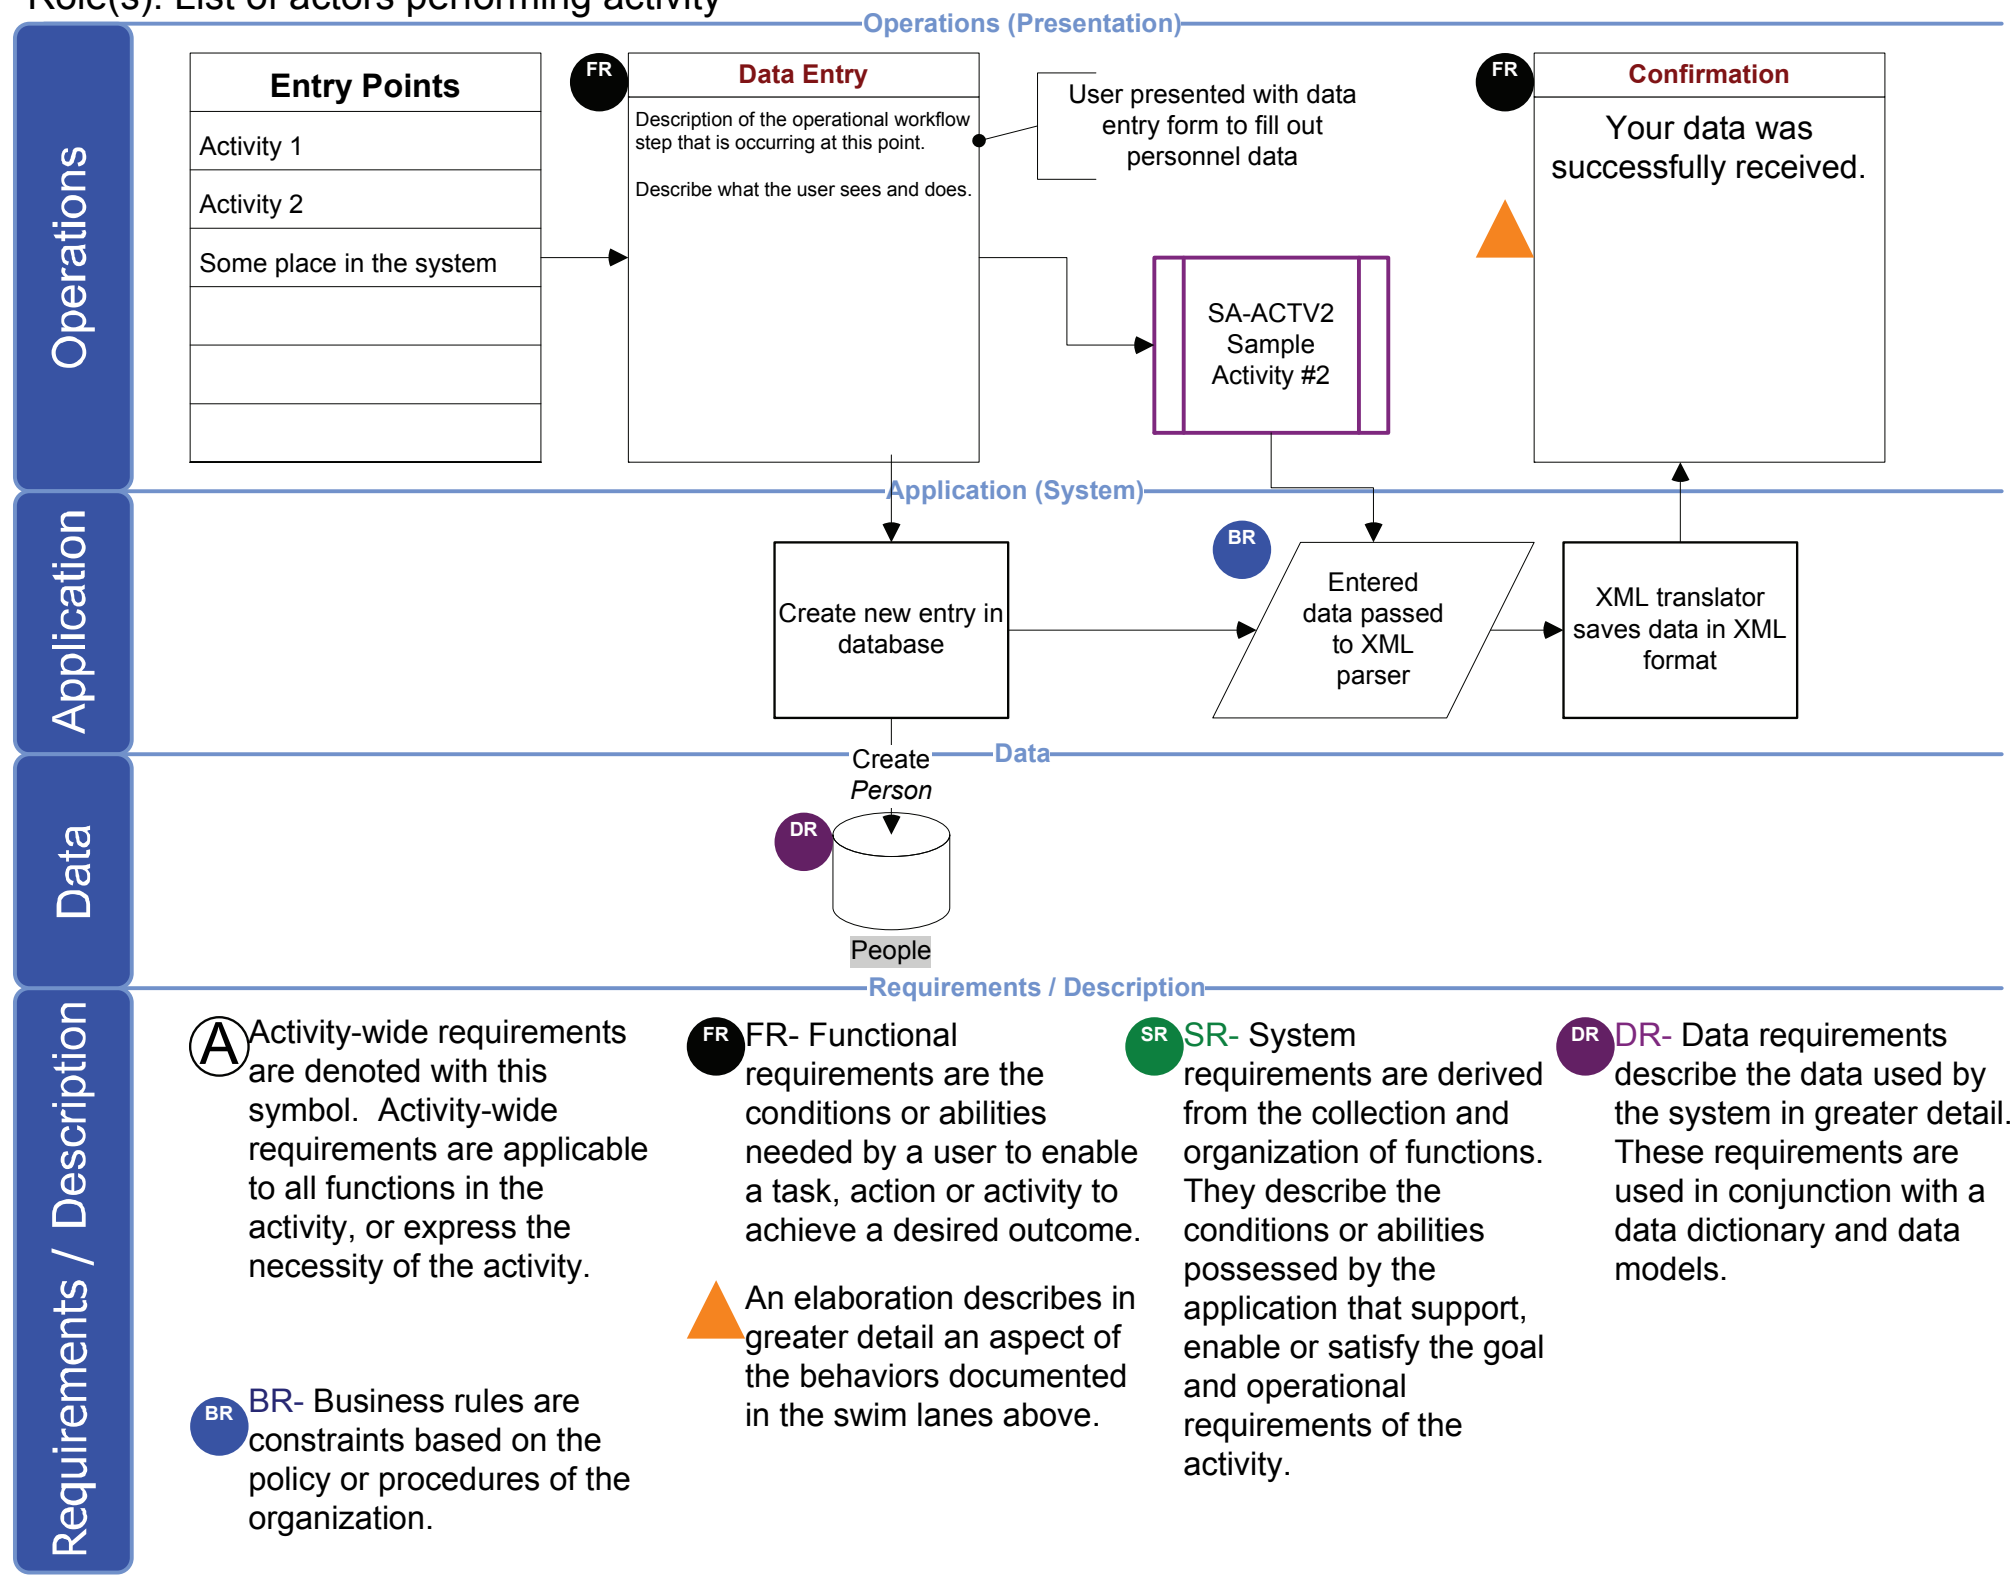 Role(s): List of actors performing activity
Operations (Presentation)
Operations
Entry Points
Activity 1
Activity 2
Some place in the system
FR
Data Entry
Description of the operational workflow
step that is occurring at this point.
Describe what the user sees and does.
User presented with data
entry form to fill out
personnel data
SA-ACTV2
Sample
Activity #2
FR
Confirmation
Your data was
successfully received.
Application (System)
Application
Create new entry in
database
BR
Entered
data passed
to XML
parser
XML translator
saves data in XML
format
Data
Data
Create
Person
DR
People
Requirements / Description
Requirements / Description
A
Activity-wide requirements
are denoted with this
symbol.  Activity-wide
requirements are applicable
to all functions in the
activity, or express the
necessity of the activity.
BR
BR- Business rules are
constraints based on the
policy or procedures of the
organization.
FR
FR- Functional
requirements are the
conditions or abilities
needed by a user to enable
a task, action or activity to
achieve a desired outcome.
An elaboration describes in
greater detail an aspect of
the behaviors documented
in the swim lanes above.
SR
SR- System
requirements are derived
from the collection and
organization of functions.
They describe the
conditions or abilities
possessed by the
application that support,
enable or satisfy the goal
and operational
requirements of the
activity.
DR
DR- Data requirements
describe the data used by
the system in greater detail.
These requirements are
used in conjunction with a
data dictionary and data
models.